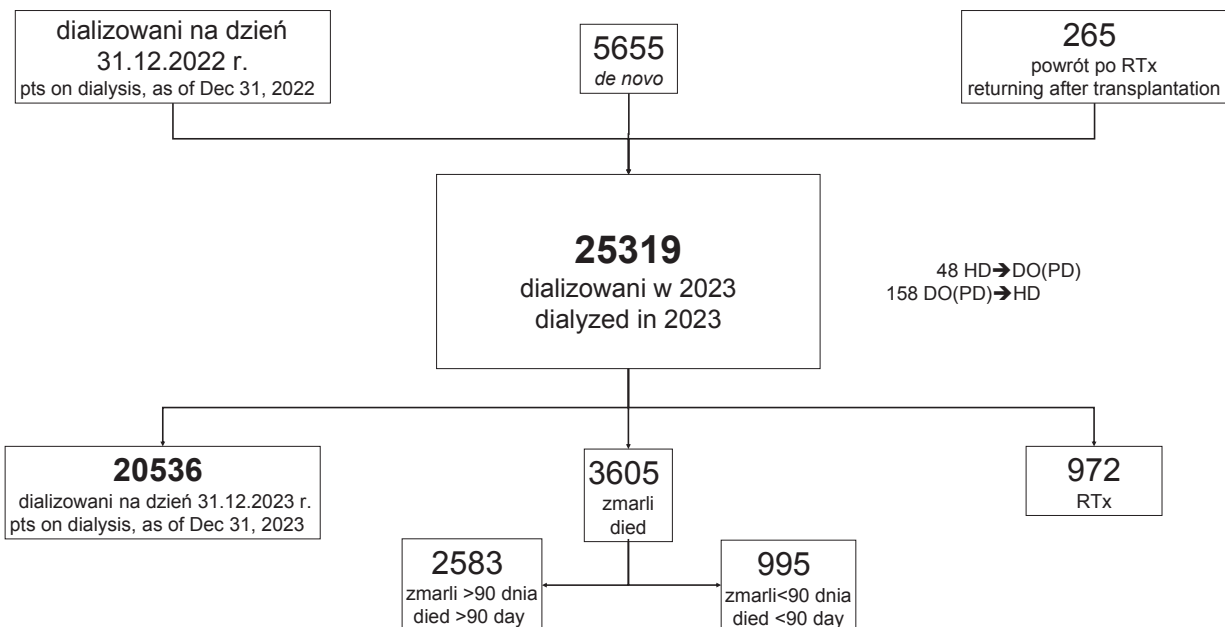 dializowani na dzień
31.12.2022 r.
pts on dialysis, as of Dec 31, 2022
5655
de novo
265
powrót po RTx
returning after transplantation
25319
dializowani w 2023
dialyzed in 2023
48 HD➔DO(PD)
158 DO(PD)➔HD
20536
dializowani na dzień 31.12.2023 r.
pts on dialysis, as of Dec 31, 2023
3605
zmarli
died
972
RTx
2583
zmarli >90 dnia
died >90 day
995
zmarli<90 dnia
died <90 day